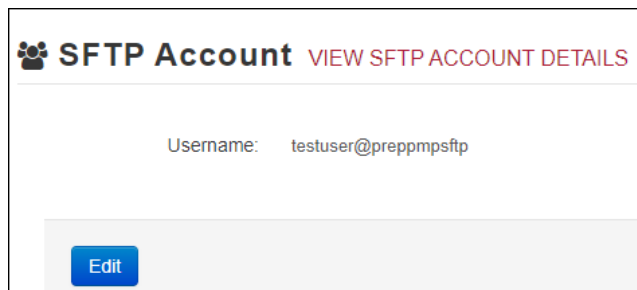 SFTP Account VIEW SFTP ACCOUNT DETAILS
Username: testuser@preppmpsftp
Edit